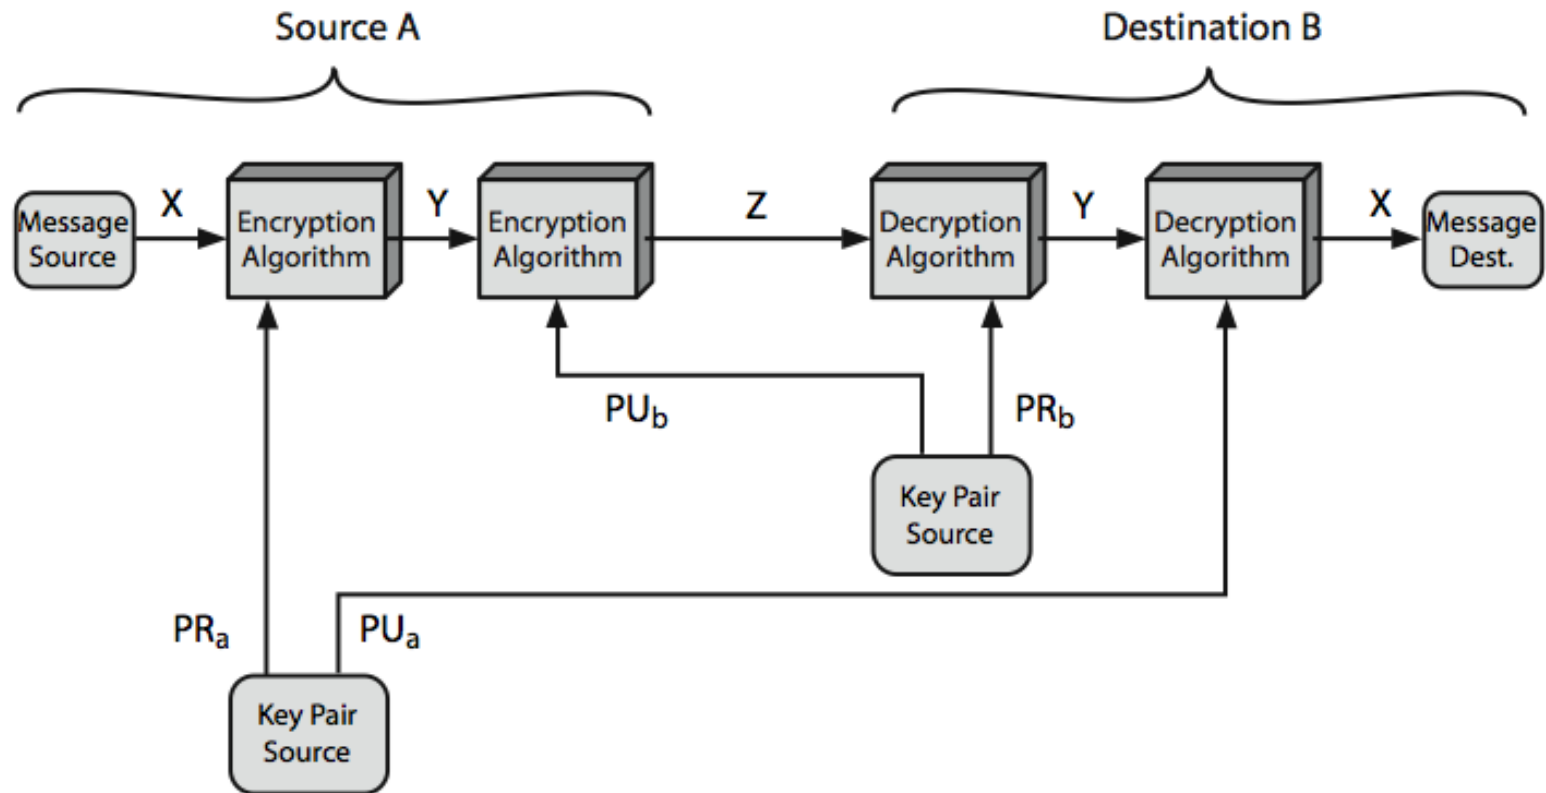 Source A
Destination B
Message
Source
X
Encryption
Algorithm
Y
Encryption
Algorithm
Z
Decryption
Algorithm
Y
Decryption
Algorithm
X
Message
Dest.
PUb
PRb
Key Pair
Source
PRa
PUa
Key Pair
Source